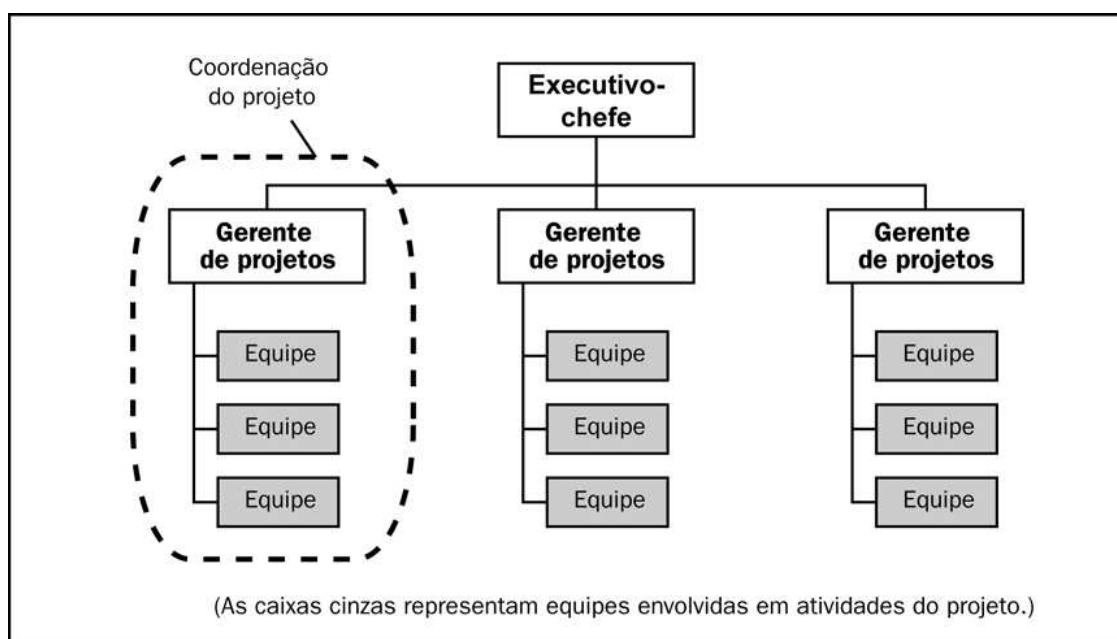 Coordenação
do projeto
Executivo-
chefe
Gerente
de projetos
Gerente
de projetos
Gerente
de projetos
Equipe
Equipe
Equipe
Equipe
Equipe
Equipe
Equipe
Equipe
Equipe
(As caixas cinzas representam equipes envolvidas em atividades do projeto.)